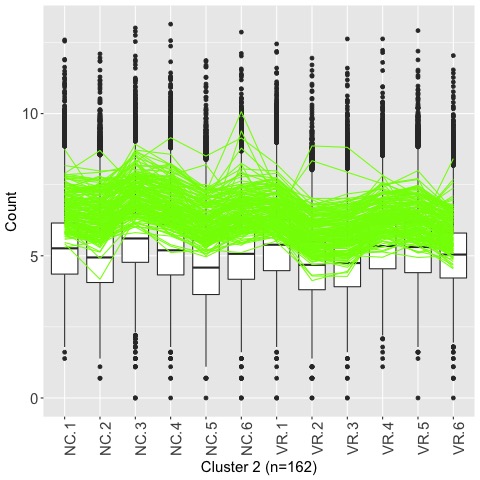 10
5
0
Count
NC.1
NC.2
NC.3
NC.4
NC.5
NC.6
VR.1
VR.2
VR.3
VR.4
VR.5
VR.6
Cluster 2 (n=162)